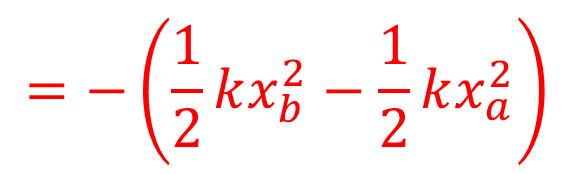 = −(1/2 kx_b^2 − 1/2 kx_a^2)